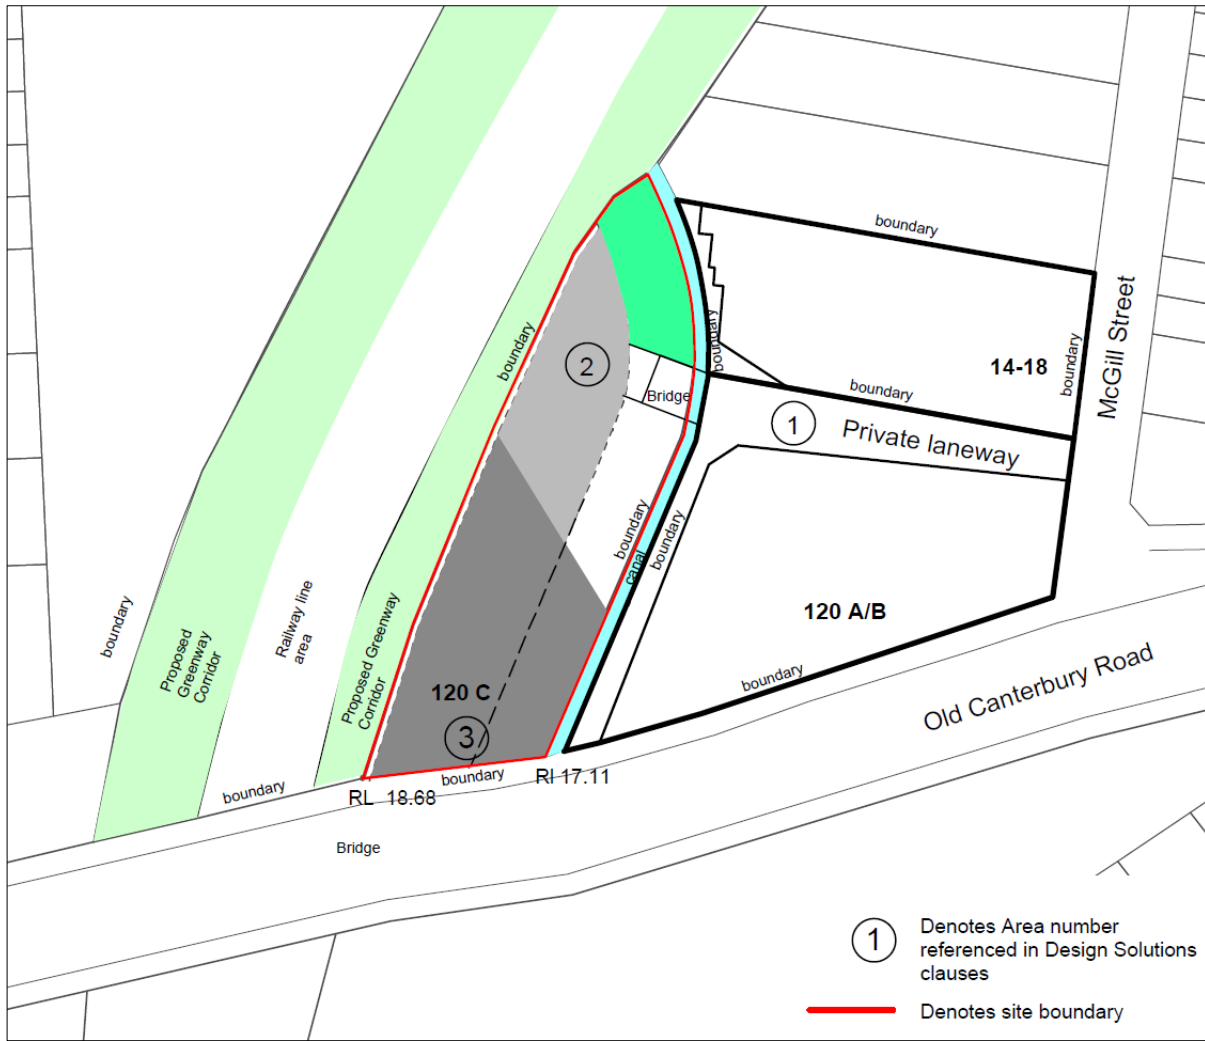 boundary
14-18
boundary
McGill Street
boundary
boundary
boundary
2
Bridge
1
Private laneway
boundary
boundary
canal
boundary
120 A/B
boundary
Old Canterbury Road
boundary
Proposed
Greenway
Corridor
Railway line
area
Proposed Greenway
Corridor
120 C
3
boundary
boundary
RL 18.68
RI 17.11
Bridge
1
Denotes Area number
referenced in Design Solutions
clauses
Denotes site boundary